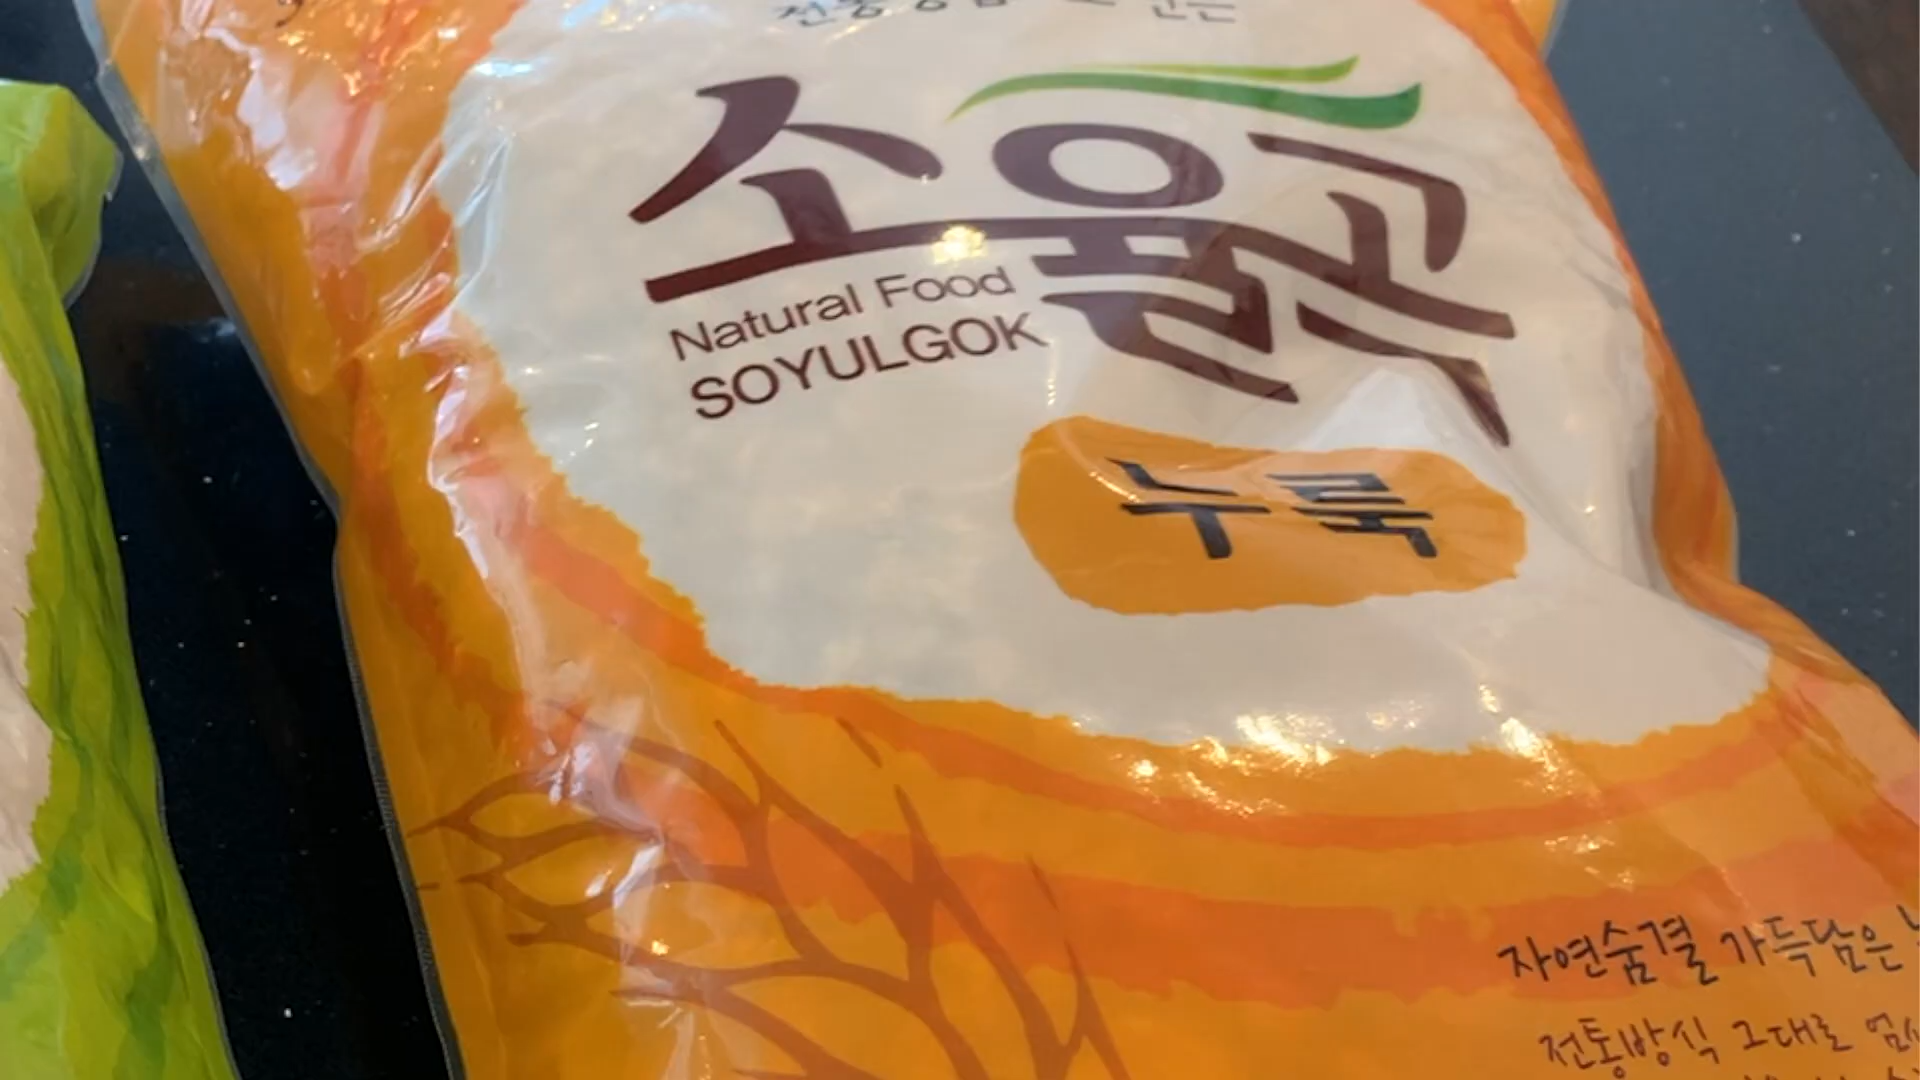 소율곡
Natural Food
SOYULGOK
누룩
자연숨결 가득담은
전통방식 그대로